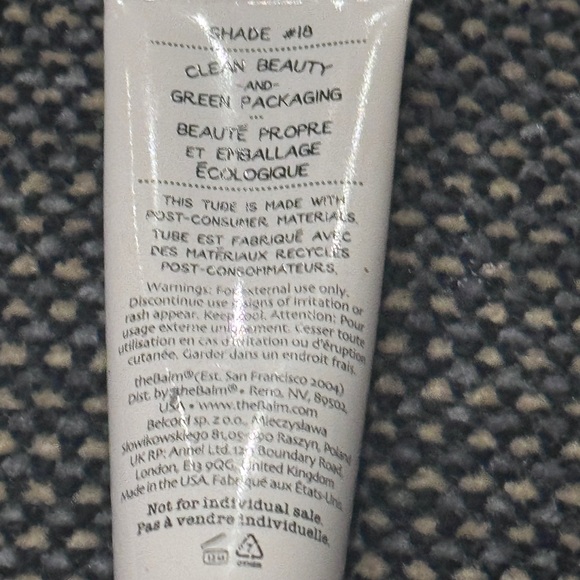 SHADE #18
CLEAN BEAUTY
-AND-
GREEN PACKAGING
...
BEAUTÉ PROPRE
ET EMBALLAGE
ÉCOLOGIQUE
THIS TUBE IS MADE WITH
POST-CONSUMER MATERIALS.
TUBE EST FABRIQUÉ AVEC
DES MATÉRIAUX RECYCLÉS
POST-CONSOMMATEURS.
Warnings: For external use only.
Discontinue use if signs of irritation or
rash appear. Keep cool. Attention: Pour
usage externe uniquement. Cesser toute
utilisation en cas d'irritation ou d'éruption
cutanée. Garder dans un endroit frais.
theBalm® (Est. San Francisco 2004)
Dist. by theBalm® • Reno, NV, 89502,
USA • www.theBalm.com
Belcor sp. z o.o., Mieczysława
Słowikowskiego 81, 05-090 Raszyn, Poland
UK RP: Annel Ltd. Boundary Road,
London, E13 9QG, United Kingdom
Made in the USA. Fabriqué aux États-Unis
Not for individual sale.
Pas à vendre individuelle.
OTHER